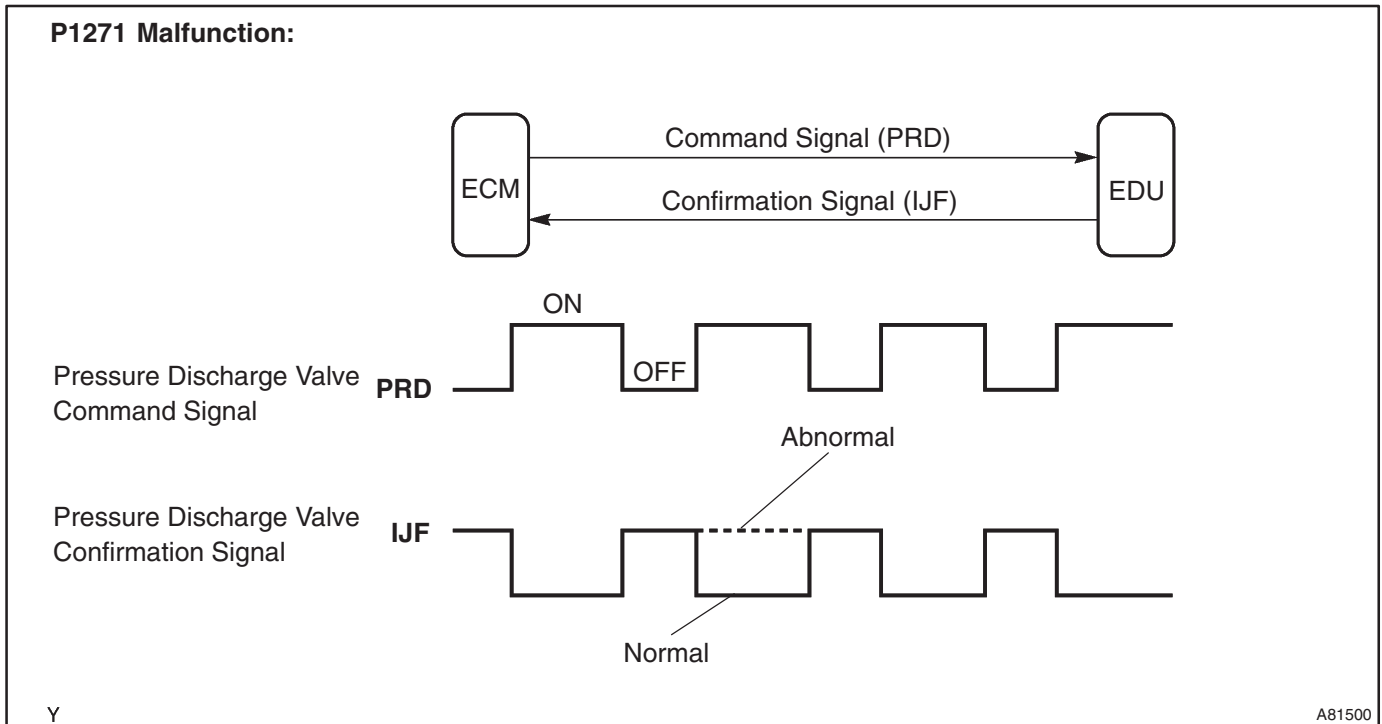 P1271 Malfunction:
Command Signal (PRD)
ECM
EDU
Confirmation Signal (IJF)
ON
OFF
Pressure Discharge Valve
Command Signal
PRD
Abnormal
Pressure Discharge Valve
Confirmation Signal
IJF
Normal
Y
A81500